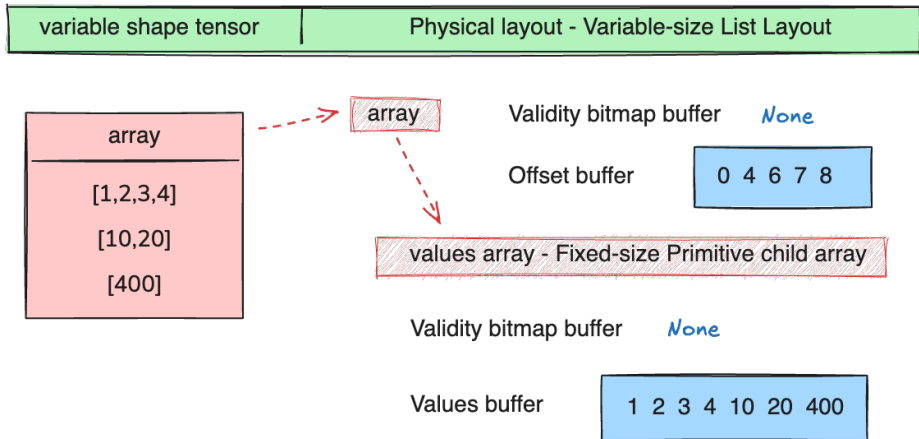 variable shape tensor
Physical layout - Variable-size List Layout
array
[1,2,3,4]
[10,20]
[400]
array
Validity bitmap buffer None
Offset buffer 0 4 6 7 8
values array - Fixed-size Primitive child array
Validity bitmap buffer None
Values buffer 1 2 3 4 10 20 400